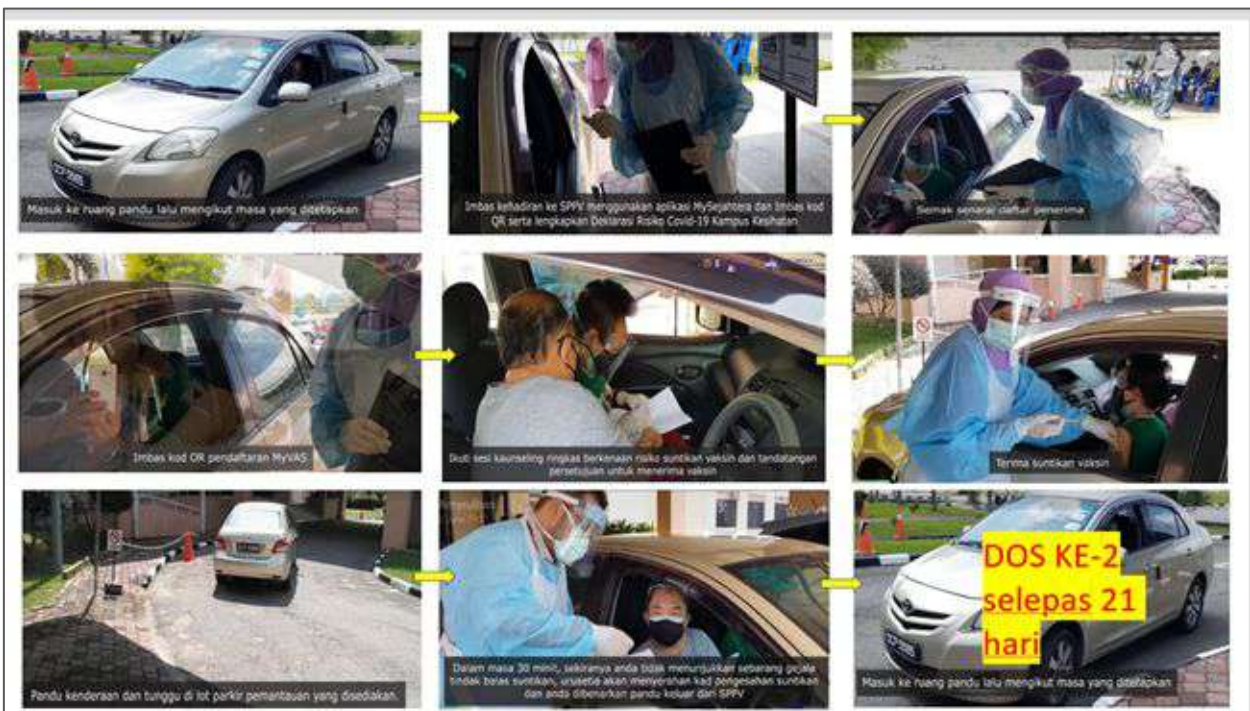 Masuk ke ruang pandu lalu mengikut masa yang ditetapkan
Imbas kehadiran ke SPPV menggunakan aplikasi MySejahtera dan Imbas kod
QR serta lengkapkan Deklarasi Risiko Covid-19 Kampus Kesihatan
Semak senarai daftar penerima
Imbas kod QR pendaftaran MyVAS
Ikuti sesi kaunseling ringkas berkenaan risiko suntikan vaksin dan tandatangan
persetujuan untuk menerima vaksin
Terima suntikan vaksin
Pandu kenderaan dan tunggu di lot parkir pemantauan yang disediakan.
Dalam masa 30 minit, sekiranya anda tidak menunjukkan sebarang gejala
tindak balas suntikan, urusetia akan menyerahan kad pengesahan suntikan
dan anda dibenarkan pandu keluar dari SPPV
DOS KE-2
selepas 21
hari
Masuk ke ruang pandu lalu mengikut masa yang ditetapkan